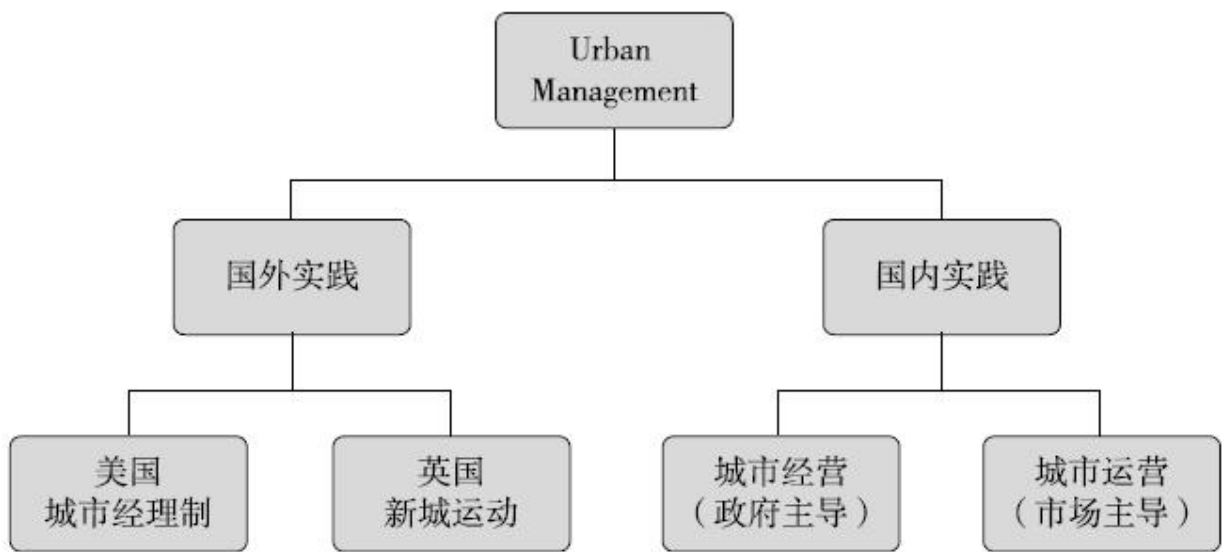 Urban
Management
国外实践
国内实践
美国
城市经理制
英国
新城运动
城市经营
（政府主导）
城市运营
（市场主导）